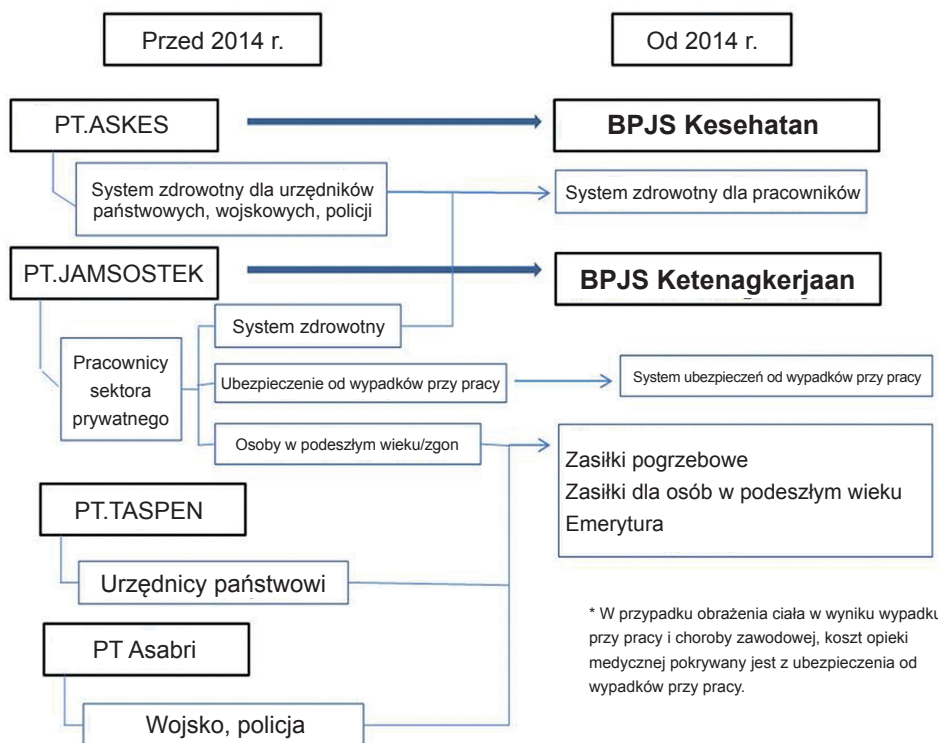 Przed 2014 r.
Od 2014 r.
PT.ASKES
BPJS Kesehatan
System zdrowotny dla urzędników
państwowych, wojskowych, policji
System zdrowotny dla pracowników
PT.JAMSOSTEK
BPJS Ketenagkerjaan
System zdrowotny
Pracownicy
sektora
prywatnego
Ubezpieczenie od wypadków przy pracy
System ubezpieczeń od wypadków przy pracy
Osoby w podeszłym wieku/zgon
Zasiłki pogrzebowe
Zasiłki dla osób w podeszłym wieku
Emerytura
PT.TASPEN
Urzędnicy państwowi
PT Asabri
Wojsko, policja
* W przypadku obrażenia ciała w wyniku wypadku
przy pracy i choroby zawodowej, koszt opieki
medycznej pokrywany jest z ubezpieczenia od
wypadków przy pracy.